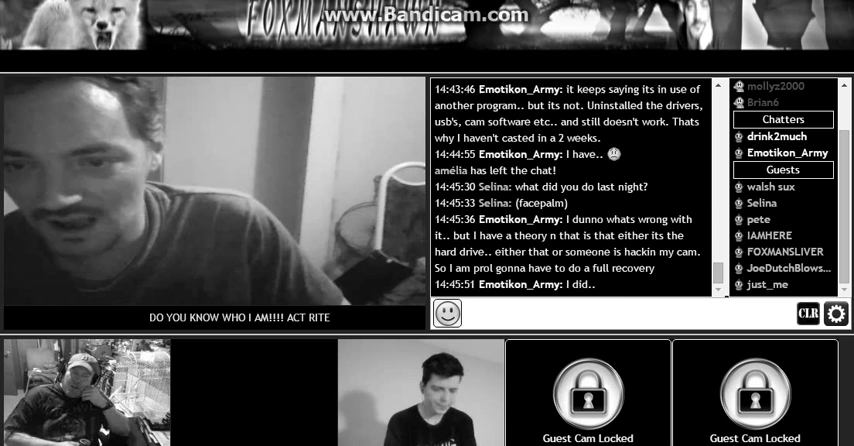 FOXMANSHAWN
www.Bandicam.com
DO YOU KNOW WHO I AM!!!! ACT RITE
14:43:46 Emotikon_Army: it keeps saying its in use of
another program.. but its not. Uninstalled the drivers,
usb's, cam software etc.. and still doesn't work. Thats
why I haven't casted in a 2 weeks.
14:44:55 Emotikon_Army: I have..
amélia has left the chat!
14:45:30 Selina: what did you do last night?
14:45:33 Selina: (facepalm)
14:45:36 Emotikon_Army: I dunno whats wrong with
it.. but I have a theory n that is that either its the
hard drive.. either that or someone is hackin my cam.
So I am prol gonna have to do a full recovery
14:45:51 Emotikon_Army: I did..
CLR
mollyz2000
Brian6
Chatters
drink2much
Emotikon_Army
Guests
walsh sux
Selina
pete
IAMHERE
FOXMANSLIVER
JoeDutchBlows...
just_me
Guest Cam Locked
Guest Cam Locked